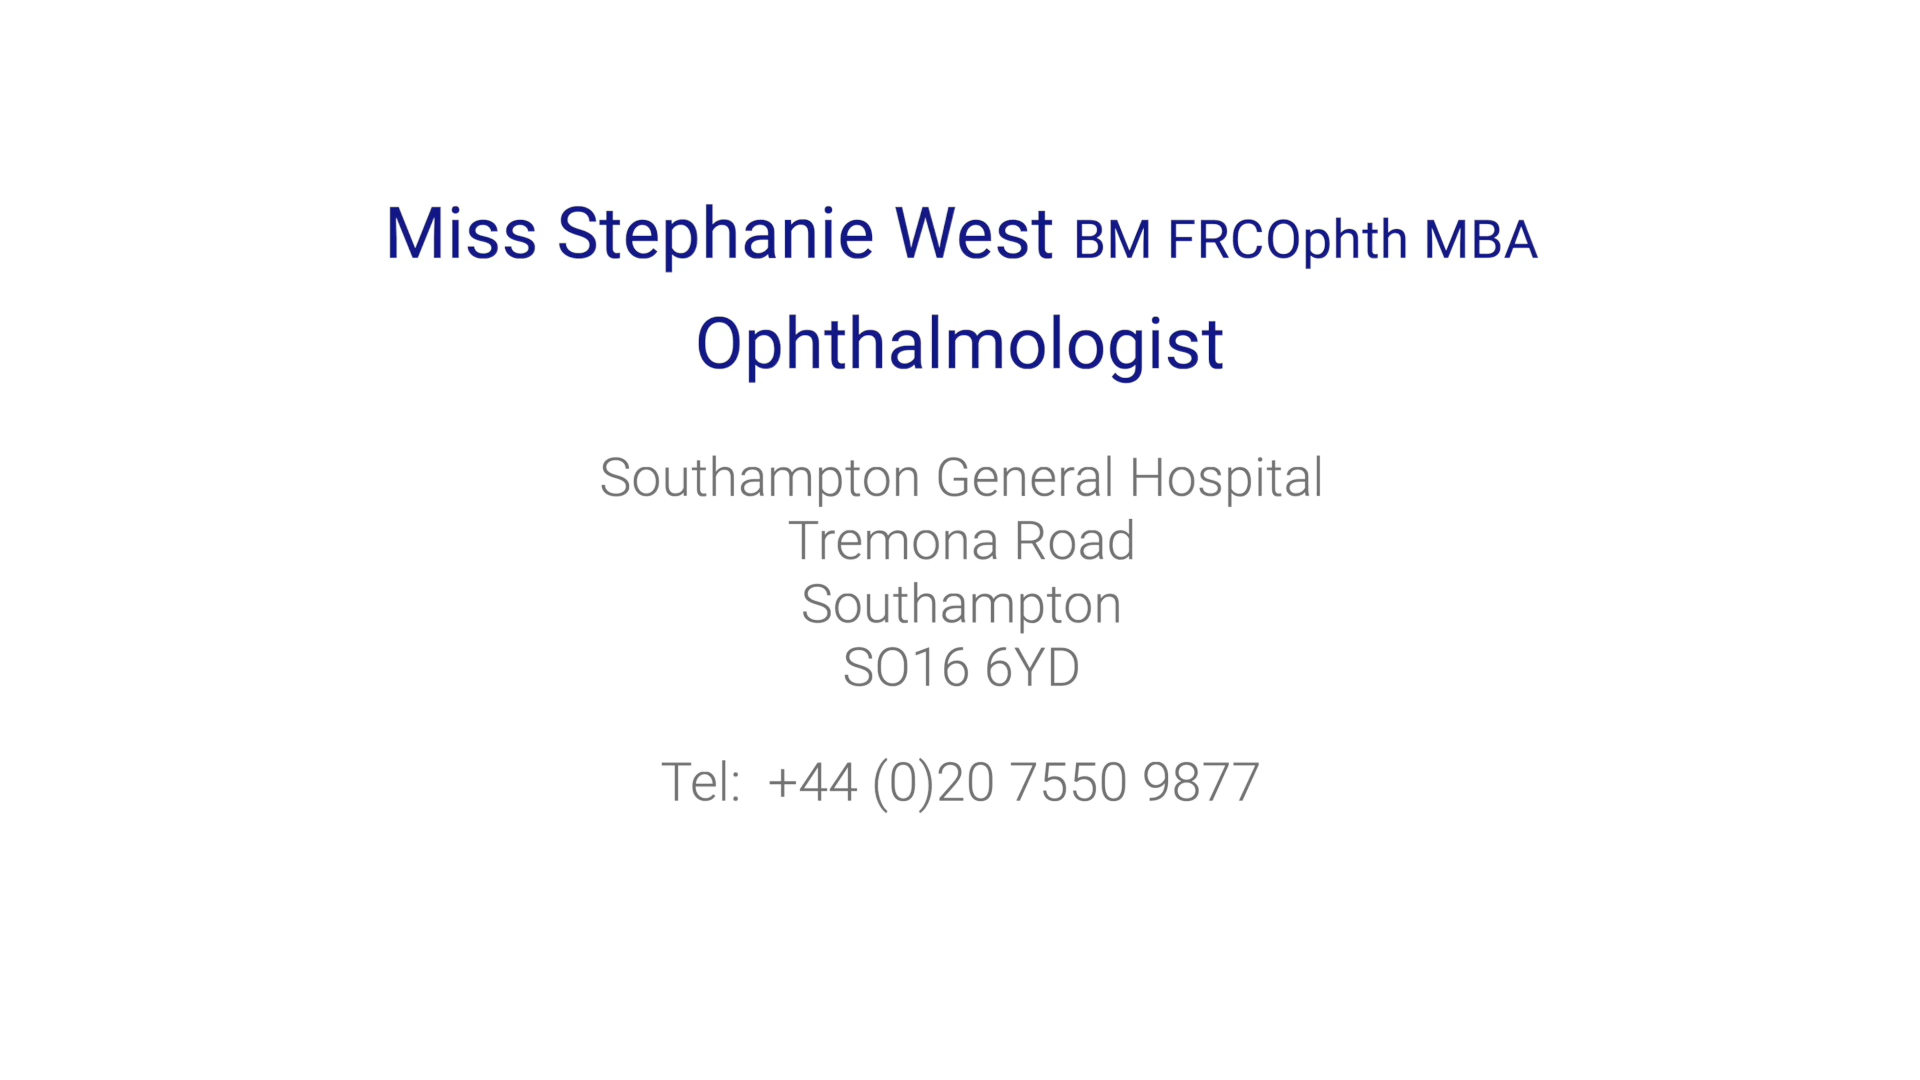 Miss Stephanie West BM FRCOphth MBA
Ophthalmologist
Southampton General Hospital
Tremona Road
Southampton
SO16 6YD
Tel:  +44 (0)20 7550 9877